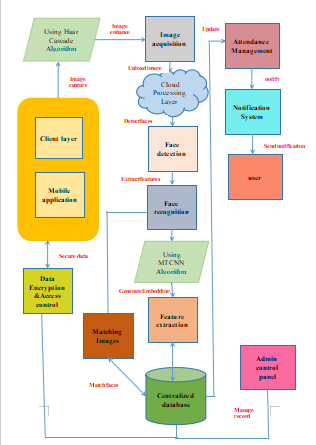 Using Haar
Cascade
Algorithm
Image
enhance
Image
acquisition
Update
Attendance
Management
Image
capture
Upload image
Cloud
Processing
Layer
notify
Notification
System
Client layer
Detect faces
Face
detection
Send notification
Mobile
application
Extract features
Face
recognition
user
Secure data
Using
MTCNN
Algorithm
Data
Encryption
&Access
control
Generate Embedding
Feature
extraction
Matching
Images
Admin
control
panel
Match faces
Centralized
database
Manage
record